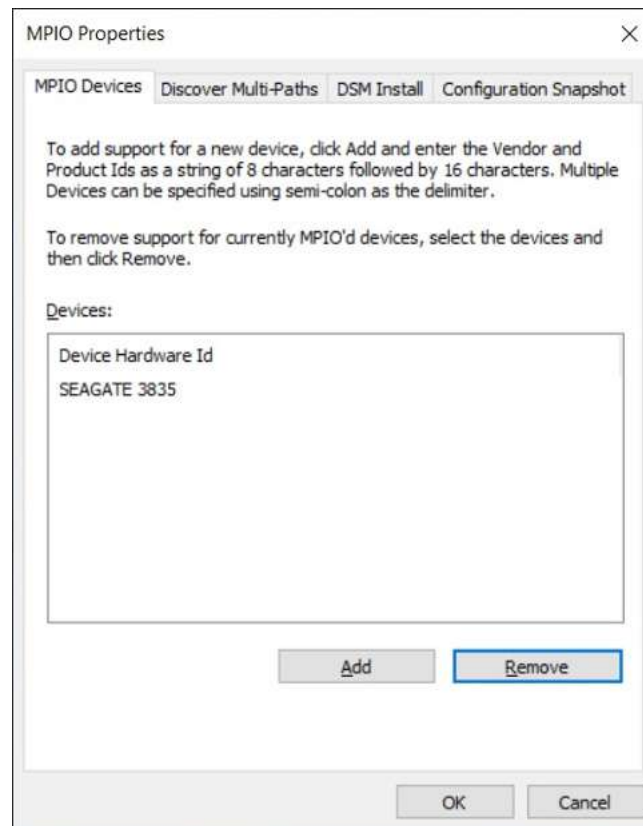 MPIO Properties
MPIO Devices
Discover Multi-Paths
DSM Install
Configuration Snapshot
To add support for a new device, click Add and enter the Vendor and
Product Ids as a string of 8 characters followed by 16 characters. Multiple
Devices can be specified using semi-colon as the delimiter.
To remove support for currently MPIO'd devices, select the devices and
then click Remove.
Devices:
Device Hardware Id
SEAGATE 3835
Add
Remove
OK
Cancel